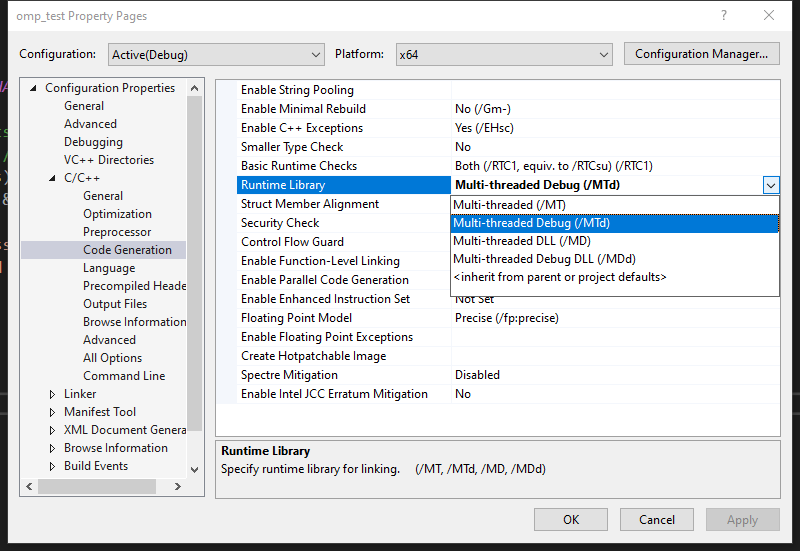 omp_test Property Pages
Configuration: Active(Debug) Platform: x64 Configuration Manager...
Configuration Properties
General
Advanced
Debugging
VC++ Directories
C/C++
General
Optimization
Preprocessor
Code Generation
Language
Precompiled Heade
Output Files
Browse Information
Advanced
All Options
Command Line
Linker
Manifest Tool
XML Document Genera
Browse Information
Build Events
Enable String Pooling
Enable Minimal Rebuild No (/Gm-)
Enable C++ Exceptions Yes (/EHsc)
Smaller Type Check No
Basic Runtime Checks Both (/RTC1, equiv. to /RTCsu) (/RTC1)
Runtime Library Multi-threaded Debug (/MTd)
Struct Member Alignment
Security Check
Control Flow Guard
Enable Function-Level Linking
Enable Parallel Code Generation
Enable Enhanced Instruction Set Not Set
Floating Point Model Precise (/fp:precise)
Enable Floating Point Exceptions
Create Hotpatchable Image
Spectre Mitigation Disabled
Enable Intel JCC Erratum Mitigation No
Multi-threaded (/MT)
Multi-threaded Debug (/MTd)
Multi-threaded DLL (/MD)
Multi-threaded Debug DLL (/MDd)
<inherit from parent or project defaults>
Runtime Library
Specify runtime library for linking. (/MT, /MTd, /MD, /MDd)
OK Cancel Apply